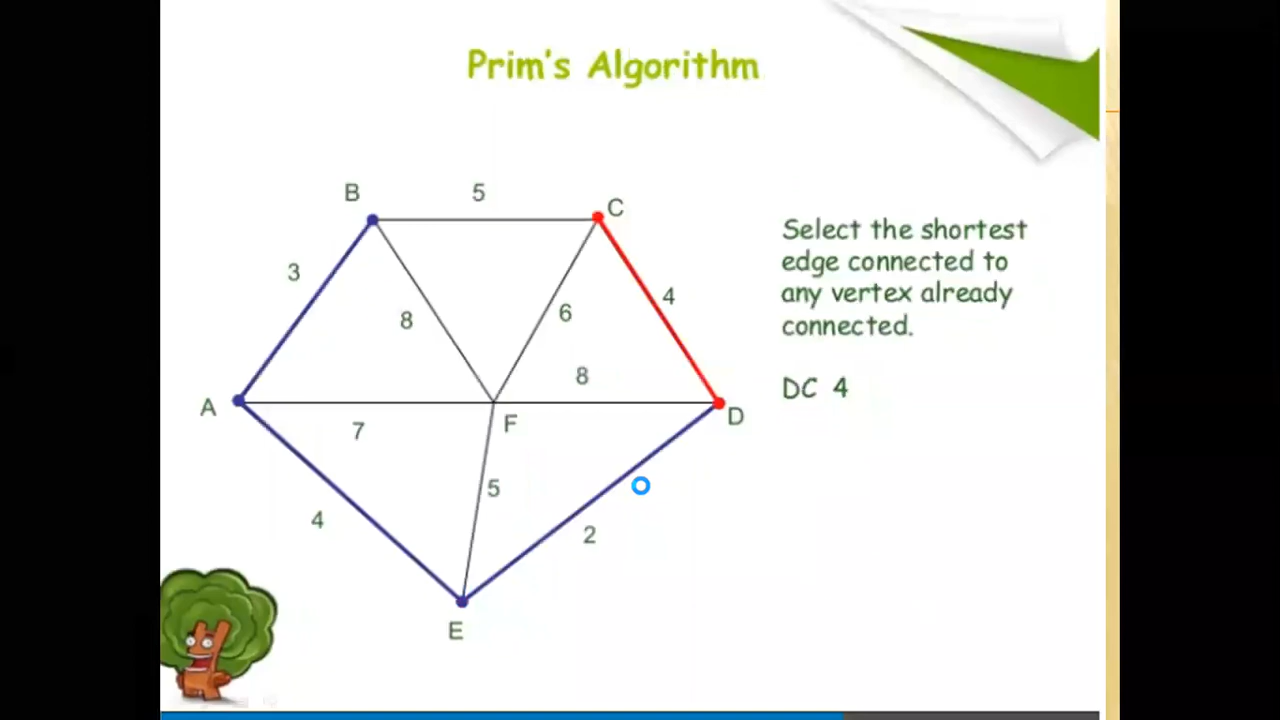 Prim's Algorithm
B
5
C
3
8
6
4
8
A
7
F
D
5
4
2
E
Select the shortest
edge connected to
any vertex already
connected.
DC 4